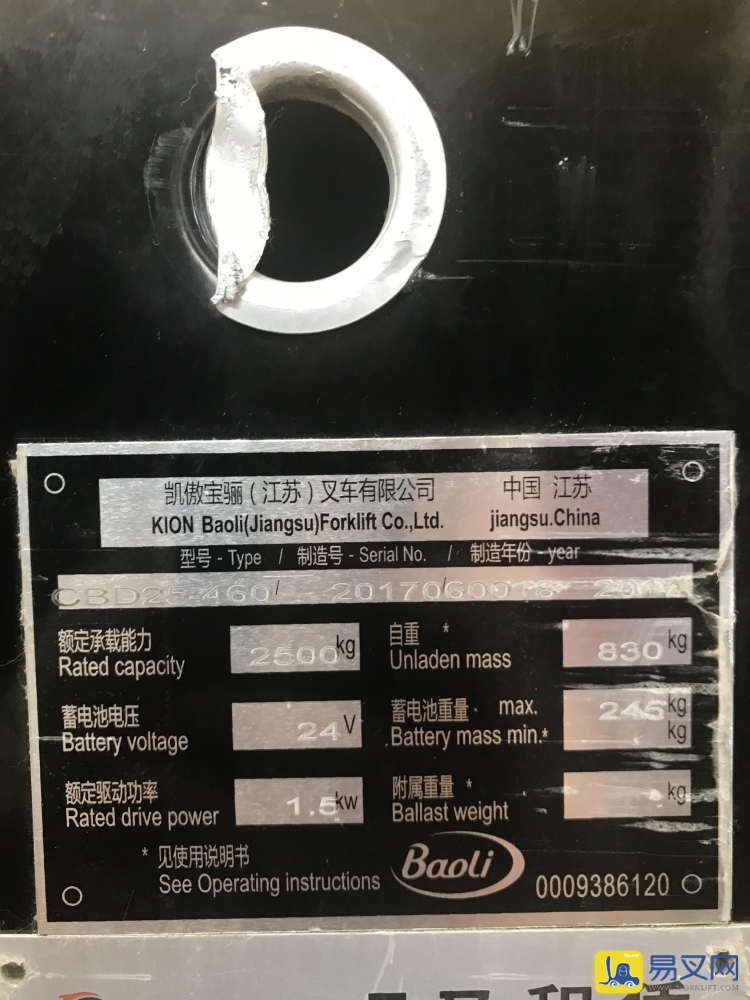 凯傲宝骊（江苏）叉车有限公司 中国 江苏
KION Baoli(Jiangsu)Forklift Co.,Ltd. jiangsu.China
型号 - Type / 制造号 - Serial No. / 制造年份 - year
CBD25-460 / 2017060018
额定承载能力 2500 kg 自重 * 830 kg
Rated capacity Unladen mass
蓄电池电压 24 V 蓄电池重量. max. 245 kg
Battery voltage .Battery mass min.* kg
额定驱动功率 1.5 kw 附属重量 * kg
Rated drive power Ballast weight
* 见使用说明书
See Operating instructions
Baoli 0009386120
易叉网